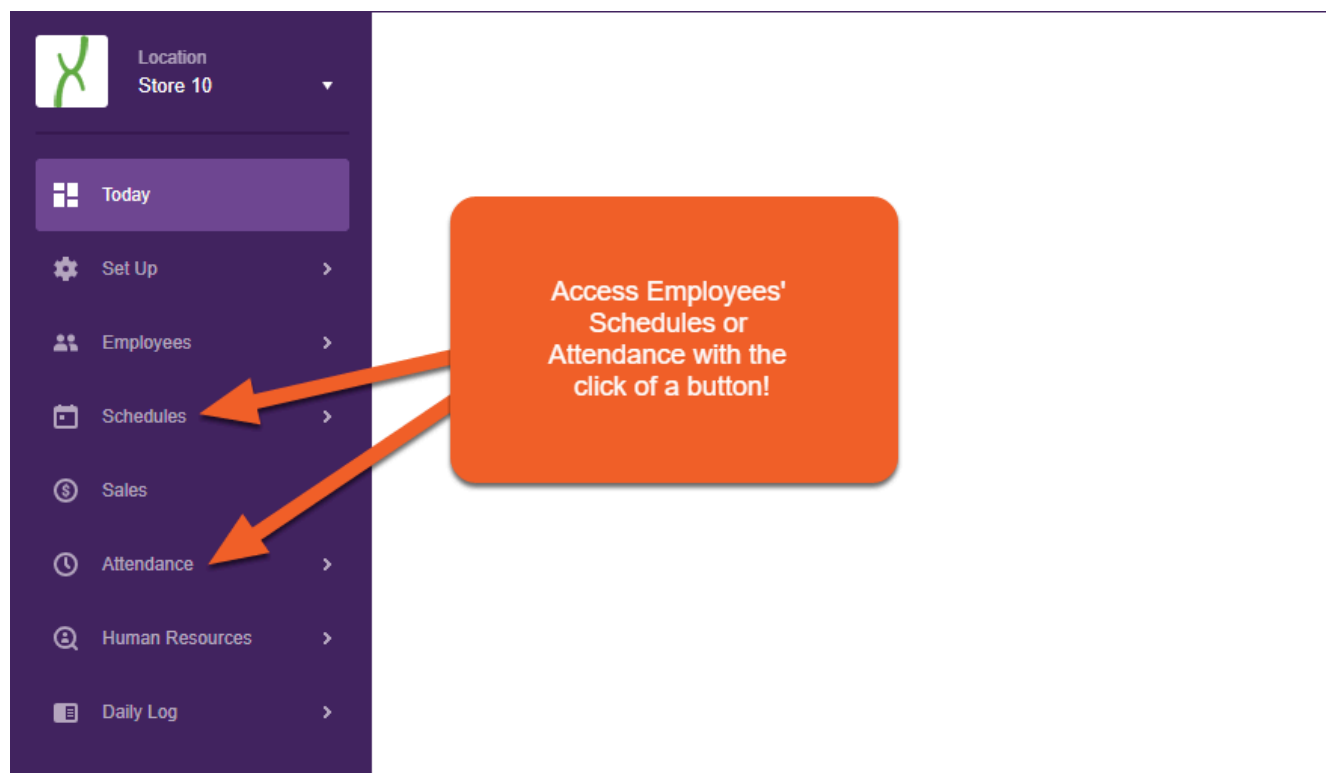 Location
Store 10
Today
Set Up
Employees
Schedules
Sales
Attendance
Human Resources
Daily Log
Access Employees'
Schedules or
Attendance with the
click of a button!